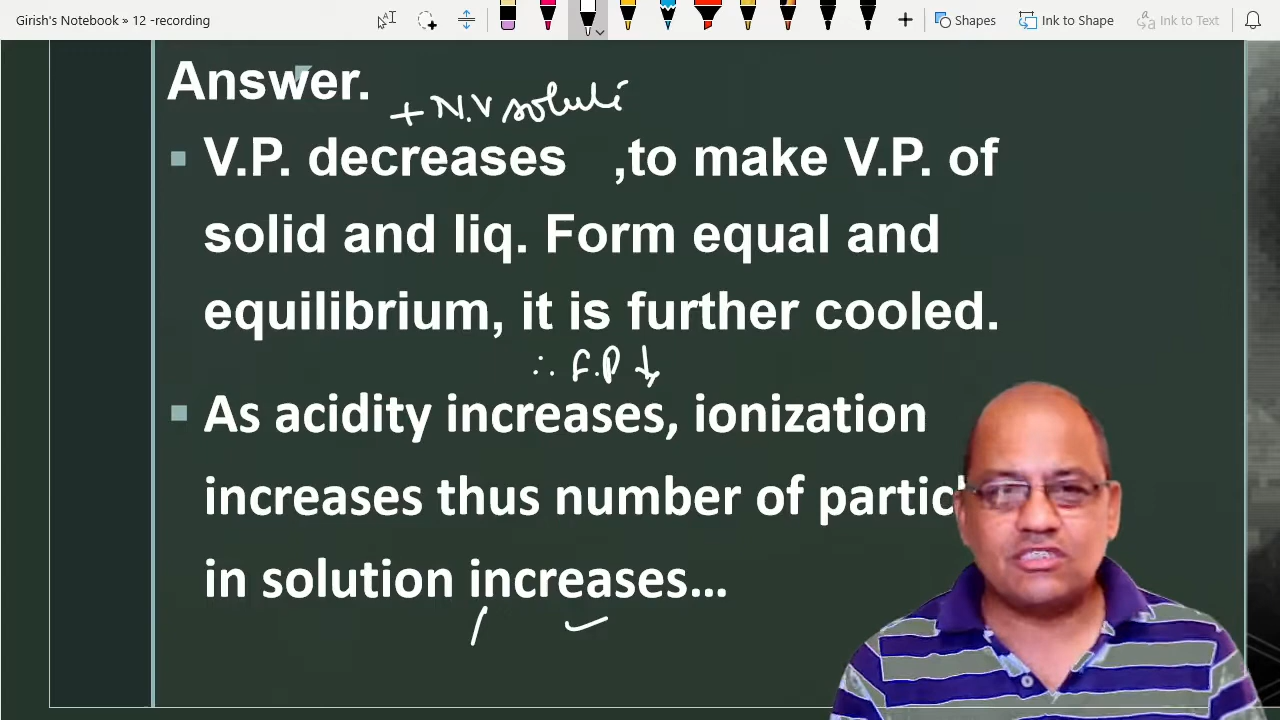 Girish's Notebook » 12 -recording
Shapes
Ink to Shape
Ink to Text
Answer.
+ N.V
V.P. decreases ,to make V.P. of
solid and liq. Form equal and
equilibrium, it is further cooled.
∴ F.P ↓
As acidity increases, ionization
increases thus number of
in solution increases...